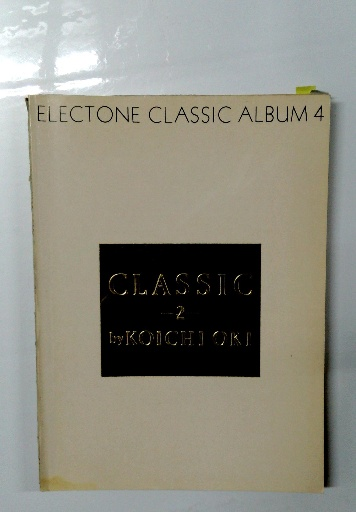 ELECTONE CLASSIC ALBUM 4
CLASSIC
—2—
by KOICHI OKI